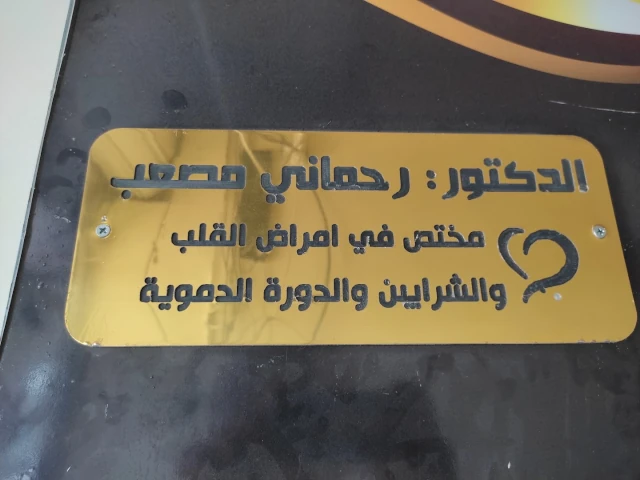 الدكتور: رحماني مصعب
مختص في امراض القلب
والشرايين والدورة الدموية